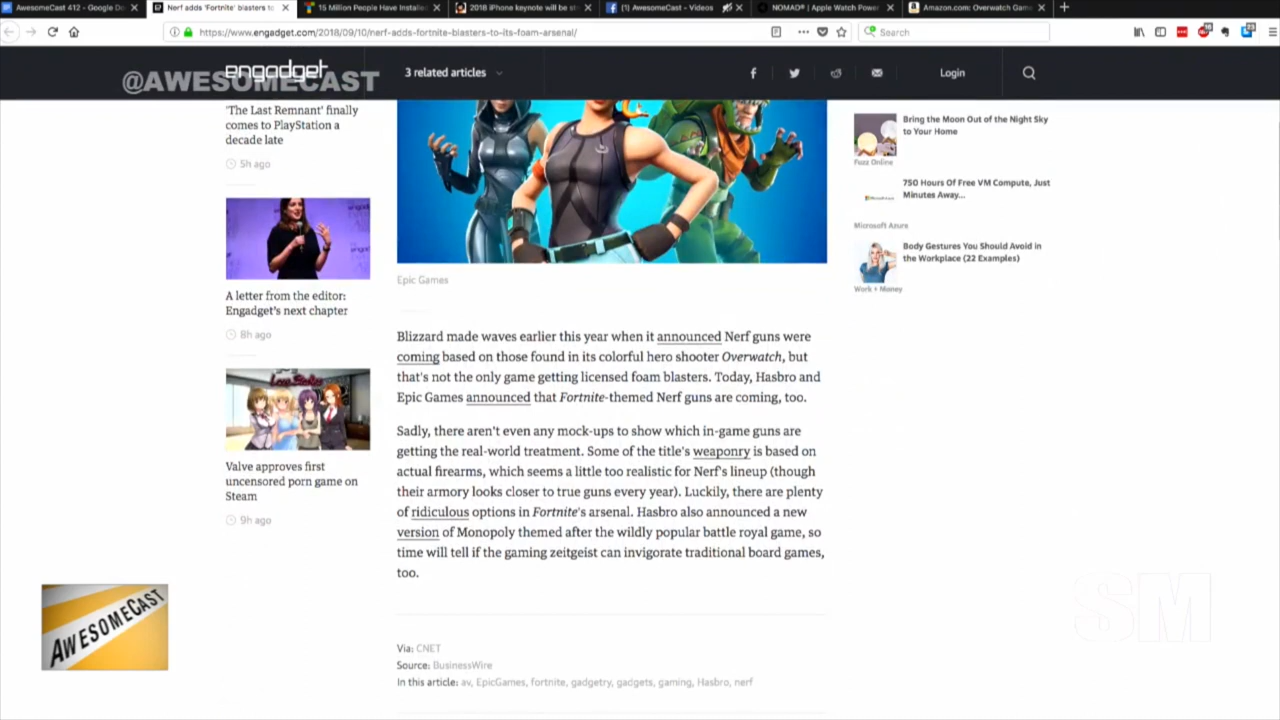 AwesomeCast 412 - Google Do
Nerf adds 'Fortnite' blasters to
15 Million People Have Installe
2018 iPhone keynote will be st
(1) AwesomeCast - Videos
NOMAD® | Apple Watch Power
Amazon.com: Overwatch Game
https://www.engadget.com/2018/09/10/nerf-adds-fortnite-blasters-to-its-foam-arsenal/
Search
engadget
@AWESOMECAST
3 related articles
Login
'The Last Remnant' finally
comes to PlayStation a
decade late
5h ago
A letter from the editor:
Engadget's next chapter
8h ago
Valve approves first
uncensored porn game on
Steam
9h ago
Epic Games
Blizzard made waves earlier this year when it announced Nerf guns were
coming based on those found in its colorful hero shooter Overwatch, but
that's not the only game getting licensed foam blasters. Today, Hasbro and
Epic Games announced that Fortnite-themed Nerf guns are coming, too.
Sadly, there aren't even any mock-ups to show which in-game guns are
getting the real-world treatment. Some of the title's weaponry is based on
actual firearms, which seems a little too realistic for Nerf's lineup (though
their armory looks closer to true guns every year). Luckily, there are plenty
of ridiculous options in Fortnite's arsenal. Hasbro also announced a new
version of Monopoly themed after the wildly popular battle royal game, so
time will tell if the gaming zeitgeist can invigorate traditional board games,
too.
Via: CNET
Source: BusinessWire
In this article: av, EpicGames, fortnite, gadgetry, gadgets, gaming, Hasbro, nerf
Bring the Moon Out of the Night Sky
to Your Home
Fuzz Online
750 Hours Of Free VM Compute, Just
Minutes Away...
Microsoft Azure
Body Gestures You Should Avoid in
the Workplace (22 Examples)
Work + Money
AWESOMECAST
SM